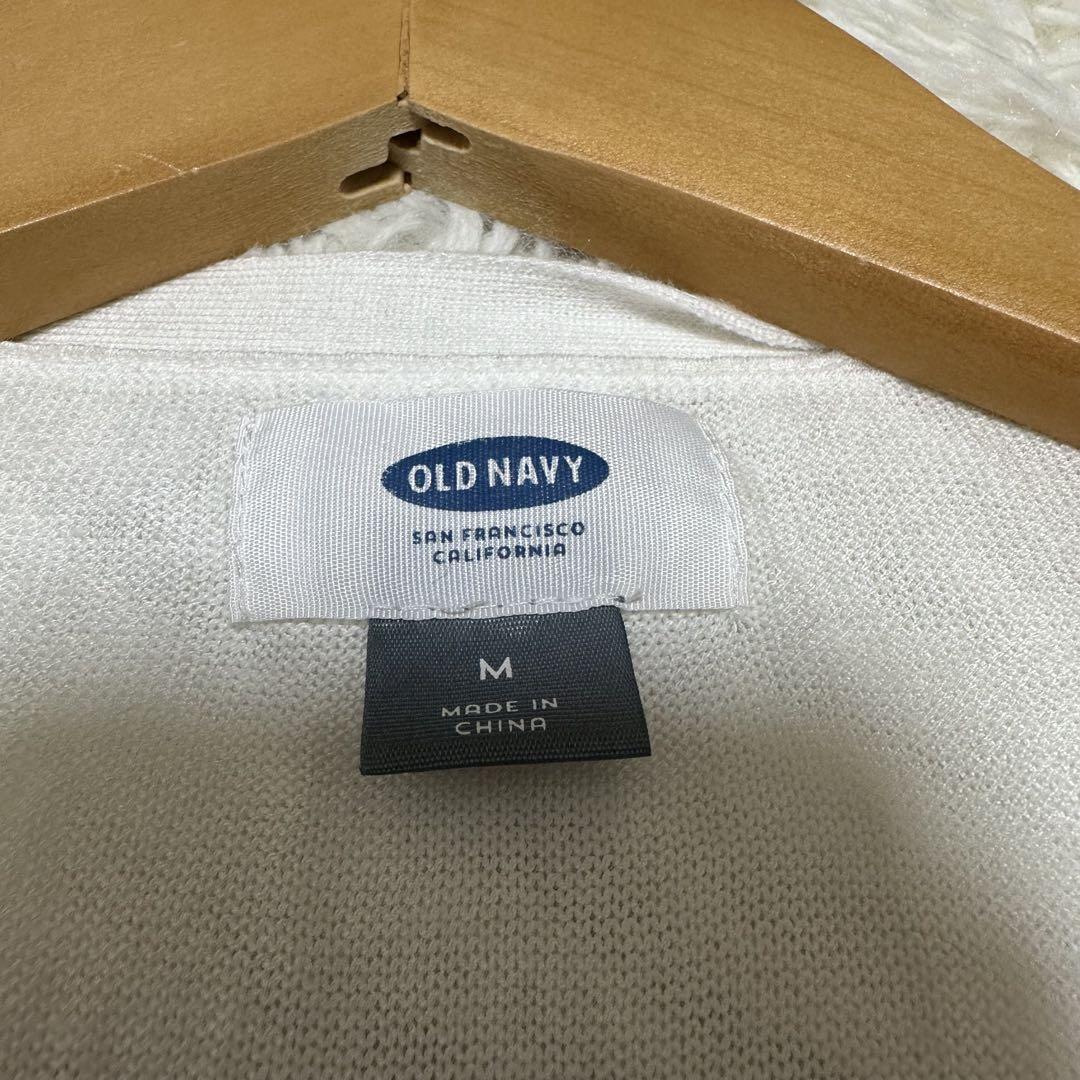 OLD NAVY
SAN FRANCISCO
CALIFORNIA
M
MADE IN
CHINA